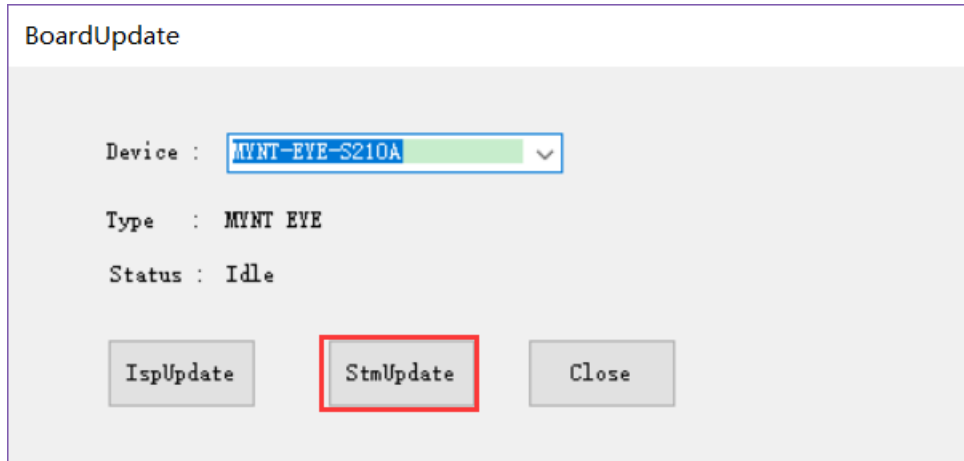 BoardUpdate
Device : MYNT-EYE-S210A
Type : MYNT EYE
Status : Idle
IspUpdate StmUpdate Close